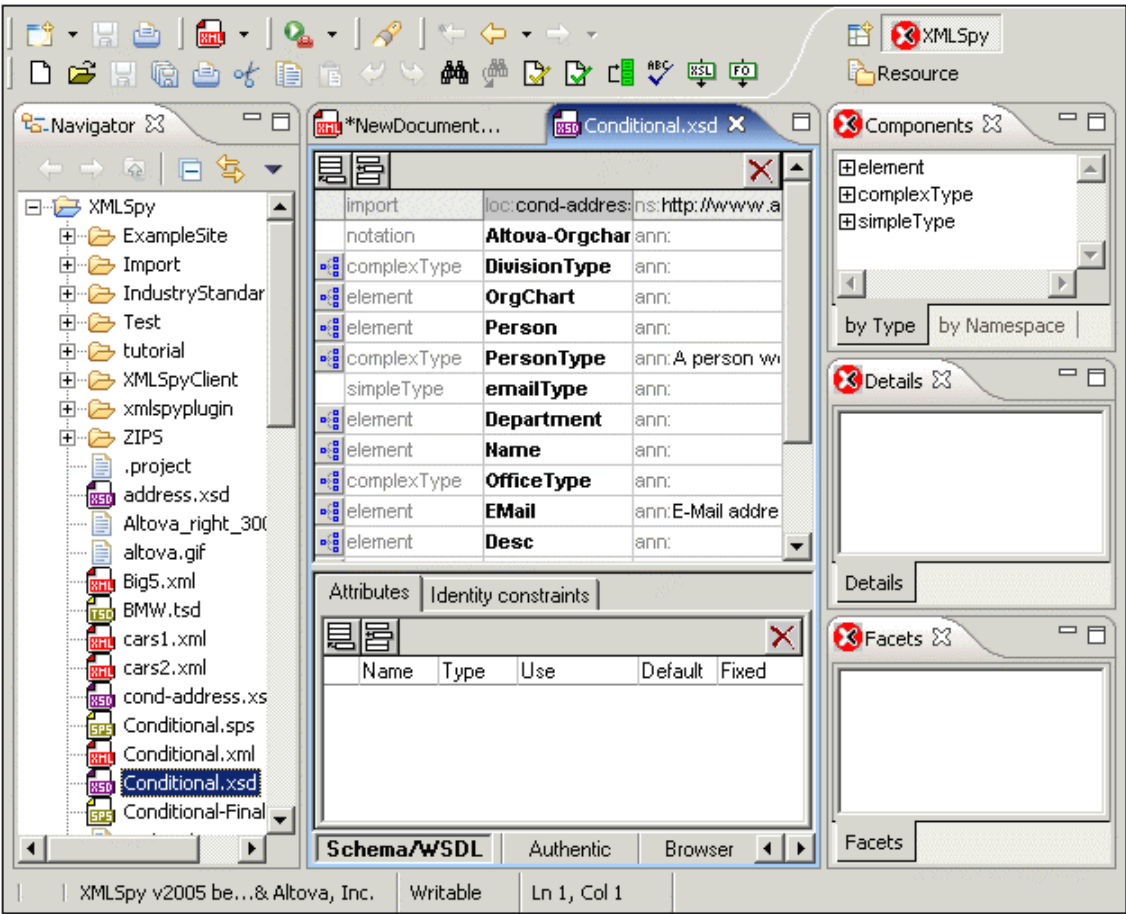 XMLSpy
Resource
Navigator
*NewDocument...
Conditional.xsd
Components
XMLSpy
ExampleSite
Import
IndustryStandar
Test
tutorial
XMLSpyClient
xmlspyplugin
ZIPS
.project
address.xsd
Altova_right_300
altova.gif
Big5.xml
BMW.tsd
cars1.xml
cars2.xml
cond-address.xs
Conditional.sps
Conditional.xml
Conditional.xsd
Conditional-Final
import loc:cond-addres: ns:http://www.a
notation Altova-Orgchar ann:
complexType DivisionType ann:
element OrgChart ann:
element Person ann:
complexType PersonType ann:A person wo
simpleType emailType ann:
element Department ann:
element Name ann:
complexType OfficeType ann:
element EMail ann:E-Mail addre
element Desc ann:
Attributes Identity constraints
Name Type Use Default Fixed
Schema/WSDL Authentic Browser
element
complexType
simpleType
by Type by Namespace
Details
Details
Facets
Facets
XMLSpy v2005 be...& Altova, Inc. Writable Ln 1, Col 1